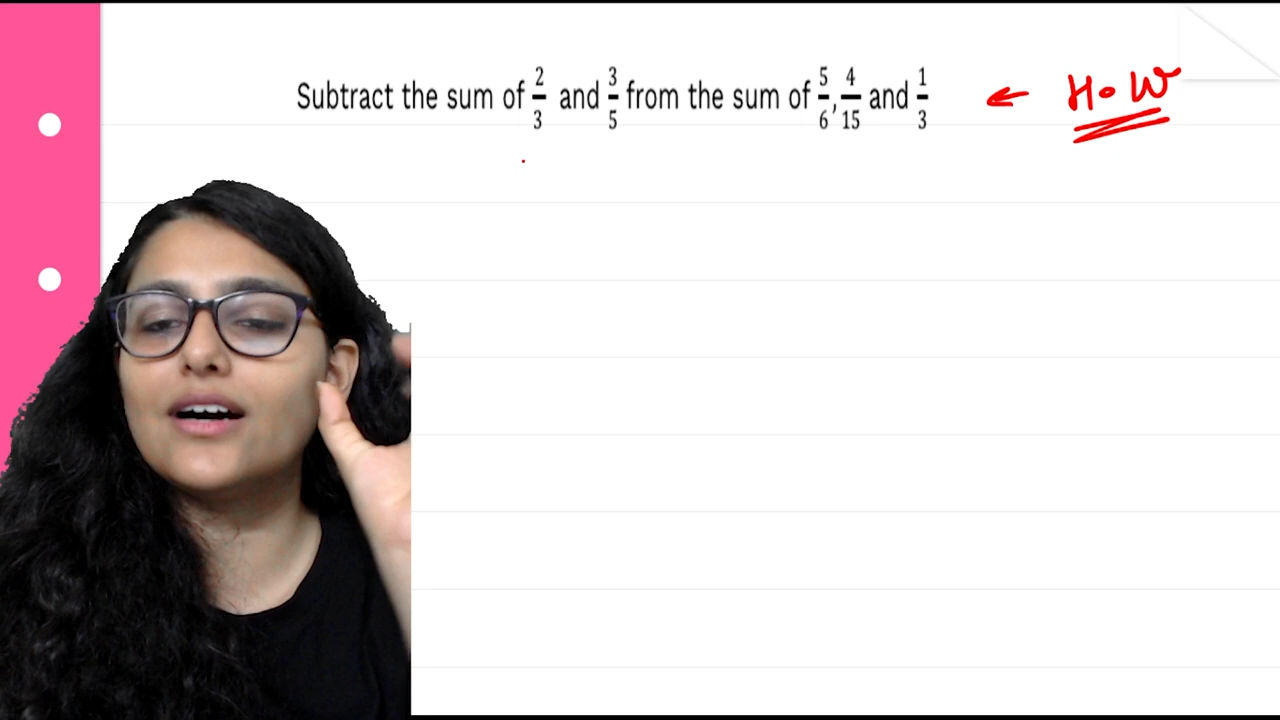 Subtract the sum of 2/3 and 3/5 from the sum of 5/6, 4/15 and 1/3 ← H.W